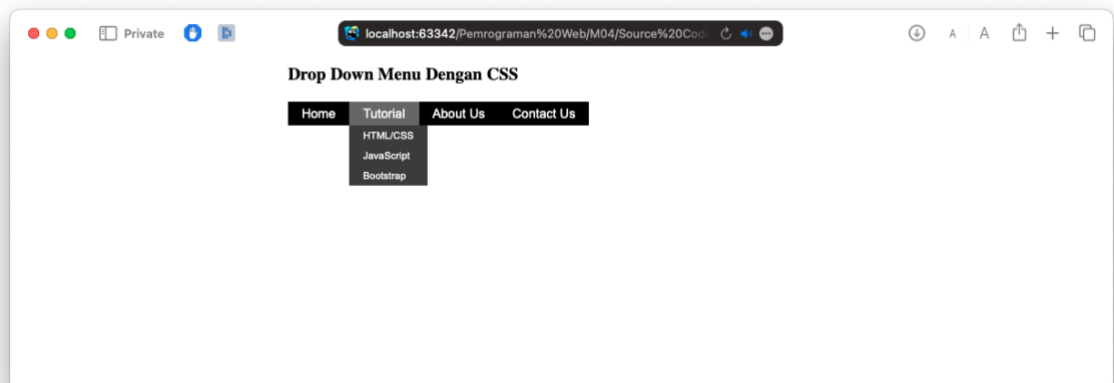 Private
localhost:63342/Pemrograman%20Web/M04/Source%20Cod
A A
Drop Down Menu Dengan CSS
Home Tutorial About Us Contact Us
HTML/CSS
JavaScript
Bootstrap